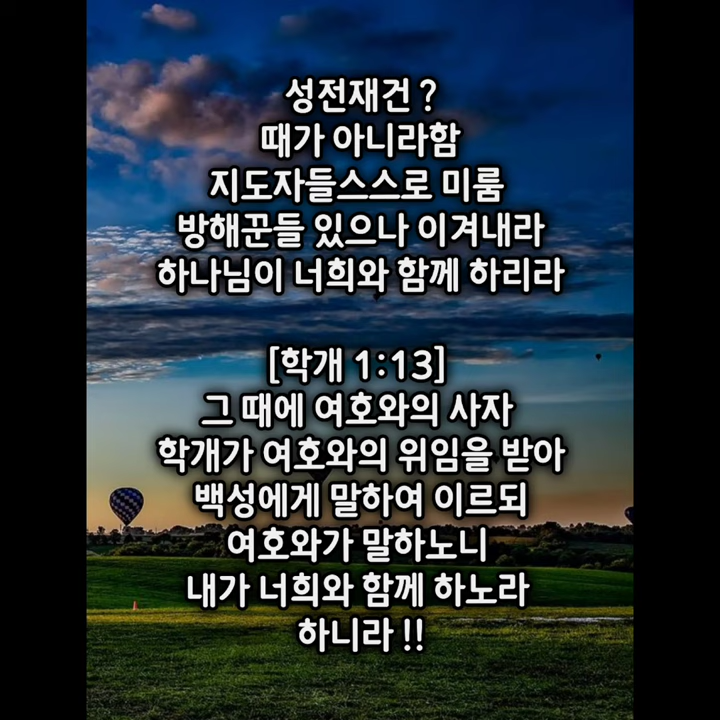 성전재건 ?
때가 아니라함
지도자들스스로 미룸
방해꾼들 있으나 이겨내라
하나님이 너희와 함께 하리라
[학개 1:13]
그 때에 여호와의 사자
학개가 여호와의 위임을 받아
백성에게 말하여 이르되
여호와가 말하노니
내가 너희와 함께 하노라
하니라 !!